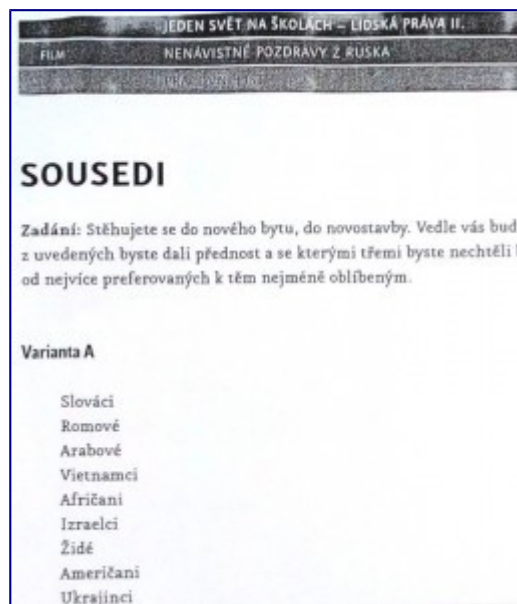 JEDEN SVĚT NA ŠKOLÁCH – LIDSKÁ PRÁVA II.
FILM NENÁVISTNÉ POZDRAVY Z RUSKA
SOUSEDI
Zadání: Stěhujete se do nového bytu, do novostavby. Vedle vás bud
z uvedených byste dali přednost a se kterými třemi byste nechtěli
od nejvíce preferovaných k těm nejméně oblíbeným.
Varianta A
Slováci
Romové
Arabové
Vietnamci
Afričani
Izraelci
Židé
Američani
Ukrajinci